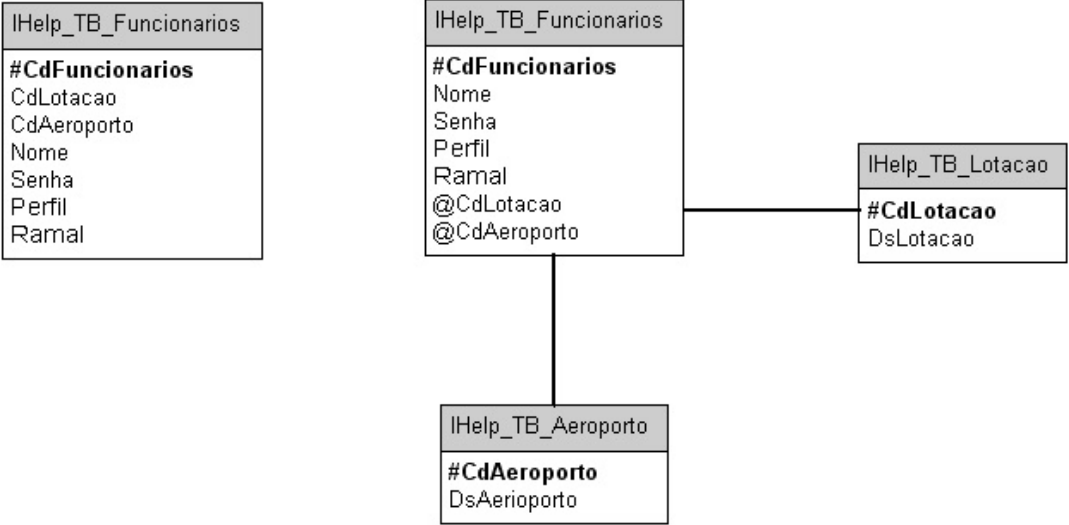 IHelp_TB_Funcionarios
#CdFuncionarios
CdLotacao
CdAeroporto
Nome
Senha
Perfil
Ramal
IHelp_TB_Funcionarios
#CdFuncionarios
Nome
Senha
Perfil
Ramal
@CdLotacao
@CdAeroporto
IHelp_TB_Lotacao
#CdLotacao
DsLotacao
IHelp_TB_Aeroporto
#CdAeroporto
DsAerioporto